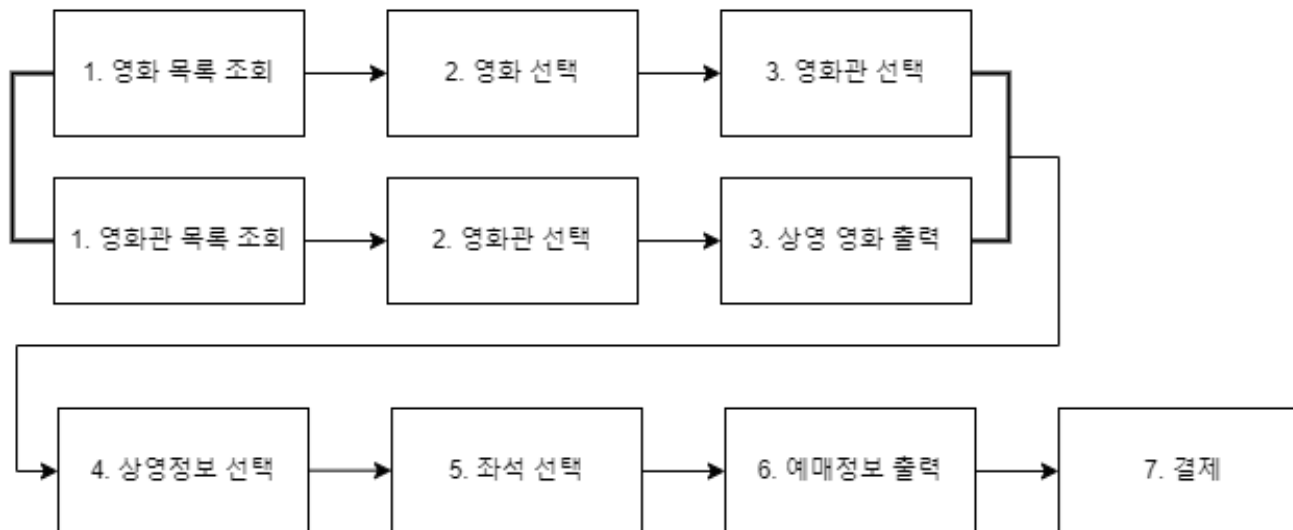 1. 영화 목록 조회
2. 영화 선택
3. 영화관 선택
1. 영화관 목록 조회
2. 영화관 선택
3. 상영 영화 출력
4. 상영정보 선택
5. 좌석 선택
6. 예매정보 출력
7. 결제